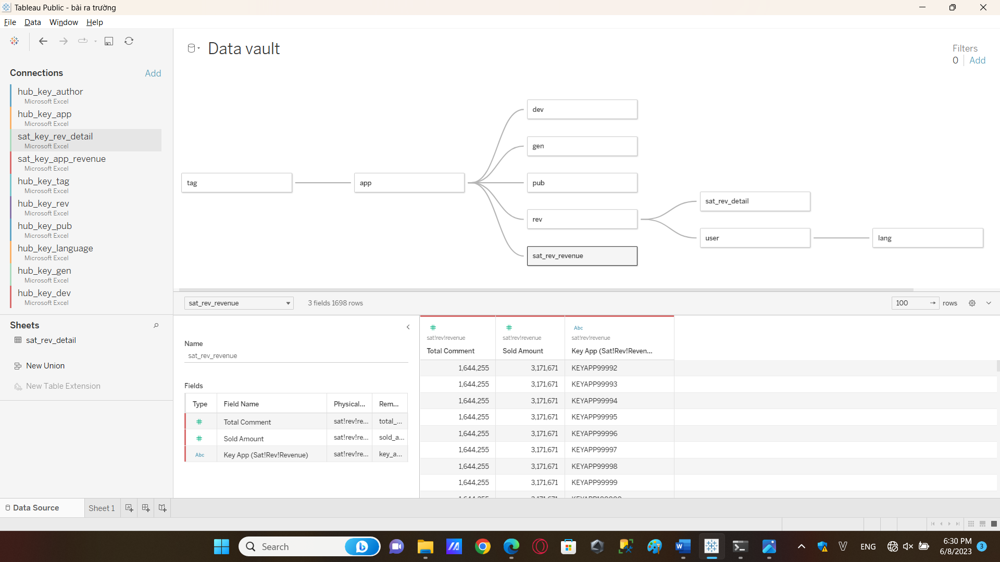 Tableau Public - bài ra trường
File Data Window Help
Data vault
Filters
0 Add
Connections Add
hub_key_author
Microsoft Excel
hub_key_app
Microsoft Excel
sat_key_rev_detail
Microsoft Excel
sat_key_app_revenue
Microsoft Excel
hub_key_tag
Microsoft Excel
hub_key_rev
Microsoft Excel
hub_key_pub
Microsoft Excel
hub_key_language
Microsoft Excel
hub_key_gen
Microsoft Excel
hub_key_dev
Microsoft Excel
Sheets
sat_rev_detail
New Union
New Table Extension
dev
gen
tag app pub
sat_rev_detail
rev
user lang
sat_rev_revenue
sat_rev_revenue 3 fields 1698 rows 100 rows
Name
sat_rev_revenue
Fields
Type Field Name Physical... Rem...
Total Comment sat!rev!re... total_...
Sold Amount sat!rev!re... sold_a...
Abc Key App (Sat!Rev!Revenue) sat!rev!re... key_a...
Abc
sat!rev!revenue sat!rev!revenue sat!rev!revenue
Total Comment Sold Amount Key App (Sat!Rev!Reven...
1,644,255 3,171,671 KEYAPP99992
1,644,255 3,171,671 KEYAPP99993
1,644,255 3,171,671 KEYAPP99994
1,644,255 3,171,671 KEYAPP99995
1,644,255 3,171,671 KEYAPP99996
1,644,255 3,171,671 KEYAPP99997
1,644,255 3,171,671 KEYAPP99998
1,644,255 3,171,671 KEYAPP99999
Data Source Sheet 1
Search
ENG
6:30 PM
6/8/2023
3